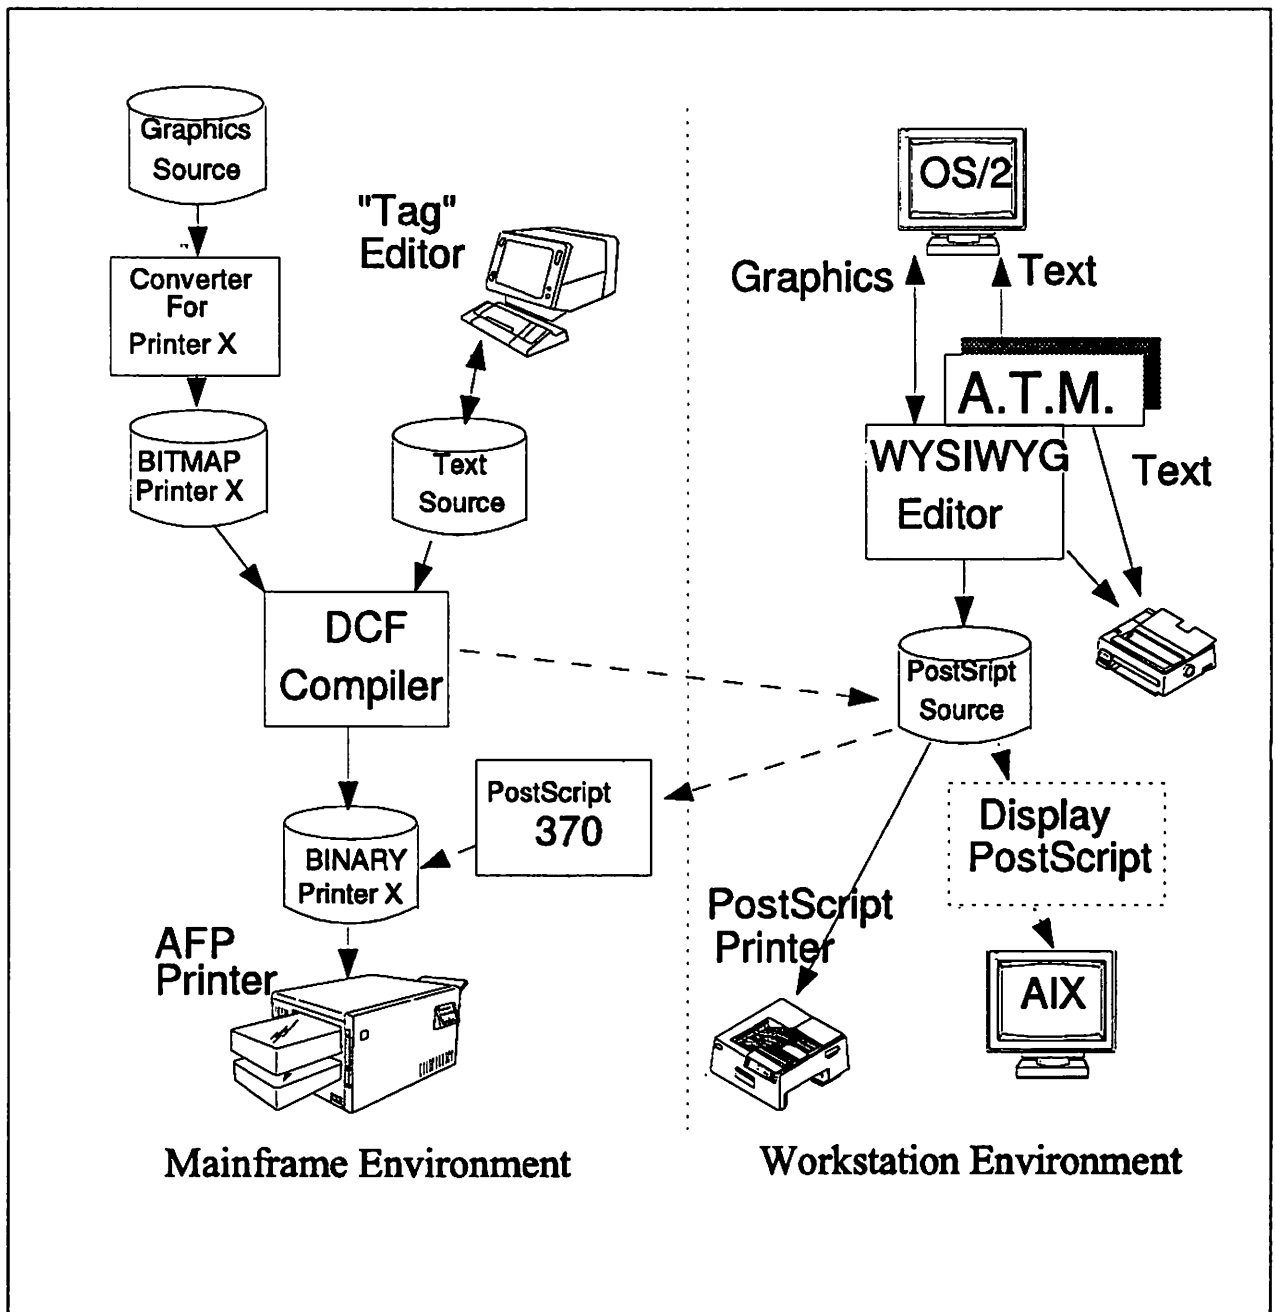 Graphics
Source
"Tag"
Editor
Converter
For
Printer X
BITMAP
Printer X
Text
Source
DCF
Compiler
PostScript
370
BINARY
Printer X
AFP
Printer
Mainframe Environment
OS/2
Graphics
Text
A.T.M.
WYSIWYG
Editor
Text
PostSript
Source
Display
PostScript
PostScript
Printer
AIX
Workstation Environment